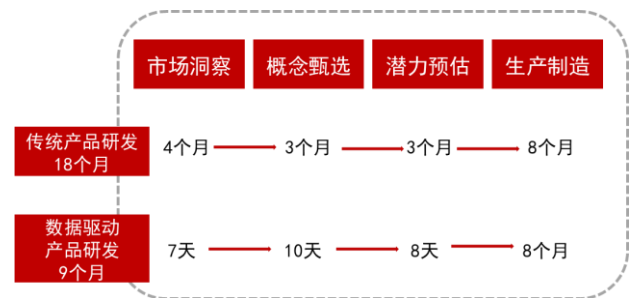 市场洞察 概念甄选 潜力预估 生产制造
传统产品研发
18个月
4个月 3个月 3个月 8个月
数据驱动
产品研发
9个月
7天 10天 8天 8个月